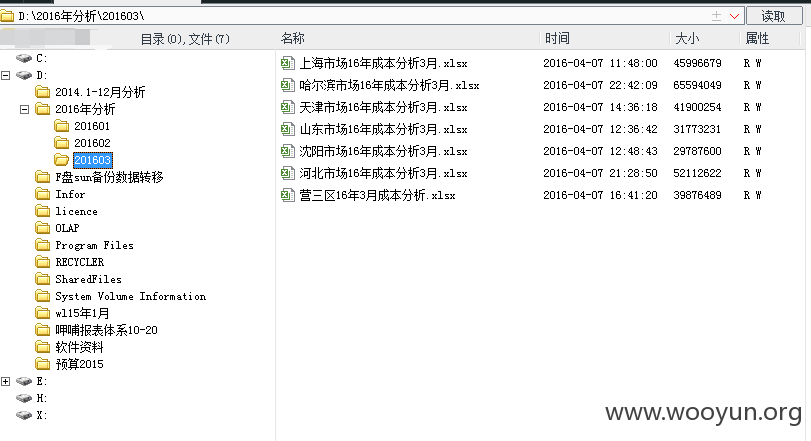 D:\2016年分析\201603\ 读取
目录(0),文件(7) 名称 时间 大小 属性
C:
D:
2014.1-12月分析
2016年分析
201601
201602
201603
F盘sun备份数据转移
Infor
licence
OLAP
Program Files
RECYCLER
SharedFiles
System Volume Information
wl15年1月
呷哺报表体系10-20
软件资料
预算2015
E:
H:
X:
上海市场16年成本分析3月.xlsx 2016-04-07 11:48:00 45996679 R W
哈尔滨市场16年成本分析3月.xlsx 2016-04-07 22:42:09 65594049 R W
天津市场16年成本分析3月.xlsx 2016-04-07 14:36:18 41900254 R W
山东市场16年成本分析3月.xlsx 2016-04-07 12:36:42 31773231 R W
沈阳市场16年成本分析3月.xlsx 2016-04-07 12:48:43 29787600 R W
河北市场16年成本分析3月.xlsx 2016-04-07 21:28:50 52112622 R W
营三区16年3月成本分析.xlsx 2016-04-07 16:41:20 39876489 R W
www.wooyun.org